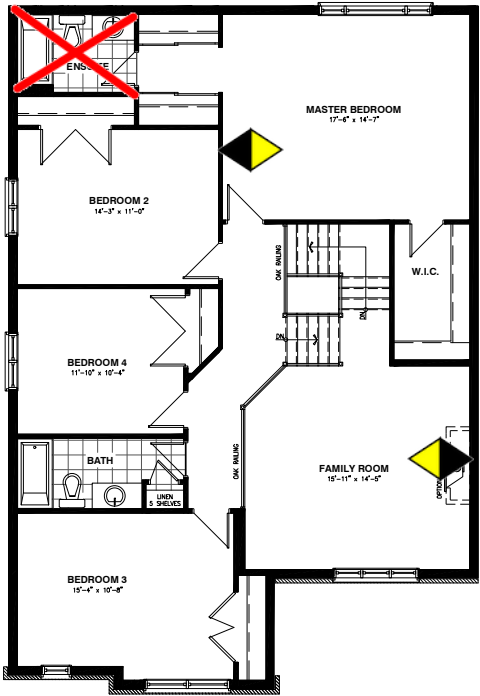 ENSUITE
MASTER BEDROOM
17'-6" x 14'-7"
BEDROOM 2
14'-3" x 11'-0"
OAK RAILING
W.I.C.
DN
DN
BEDROOM 4
11'-10" x 10'-4"
BATH
OAK RAILING
FAMILY ROOM
15'-11" x 14'-5"
LINEN
5 SHELVES
BEDROOM 3
15'-4" x 10'-8"